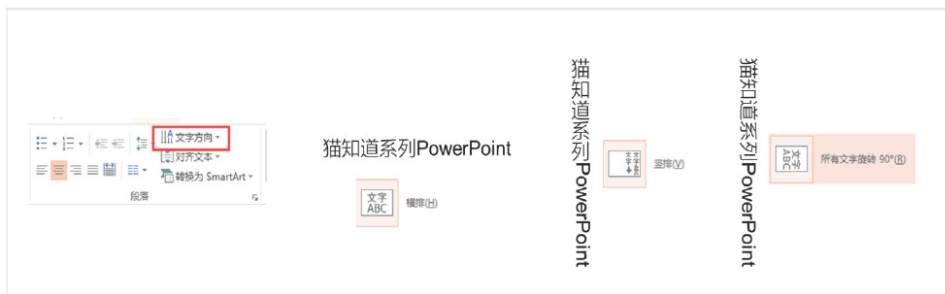 文字方向
对齐文本
转换为 SmartArt
段落
猫知道系列PowerPoint
文字
ABC
横排(H)
猫知道系列PowerPoint
文字文字
竖排(V)
猫知道系列PowerPoint
文字
ABC
所有文字旋转 90°(R)